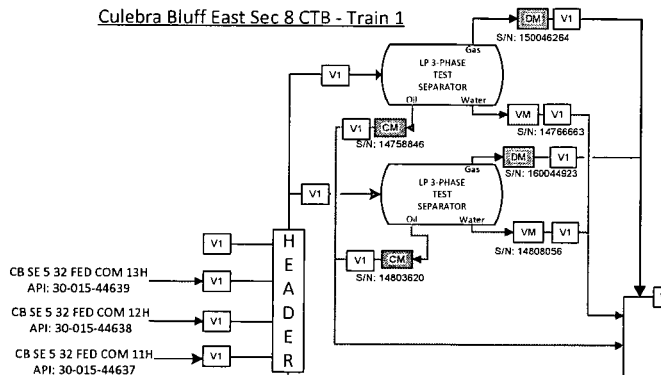 Culebra Bluff East Sec 8 CTB - Train 1
DM
V1
Gas
S/N: 150046264
V1
LP 3-PHASE
TEST
SEPARATOR
Oil
Water
VM
V1
S/N: 14766663
V1
CM
S/N: 14758846
Gas
DM
V1
S/N: 160044923
V1
LP 3-PHASE
TEST
SEPARATOR
Oil
Water
VM
V1
S/N: 14808056
V1
CM
S/N: 14803620
HEADER
V1
CB SE 5 32 FED COM 13H
API: 30-015-44639
V1
CB SE 5 32 FED COM 12H
API: 30-015-44638
V1
CB SE 5 32 FED COM 11H
API: 30-015-44637
V1